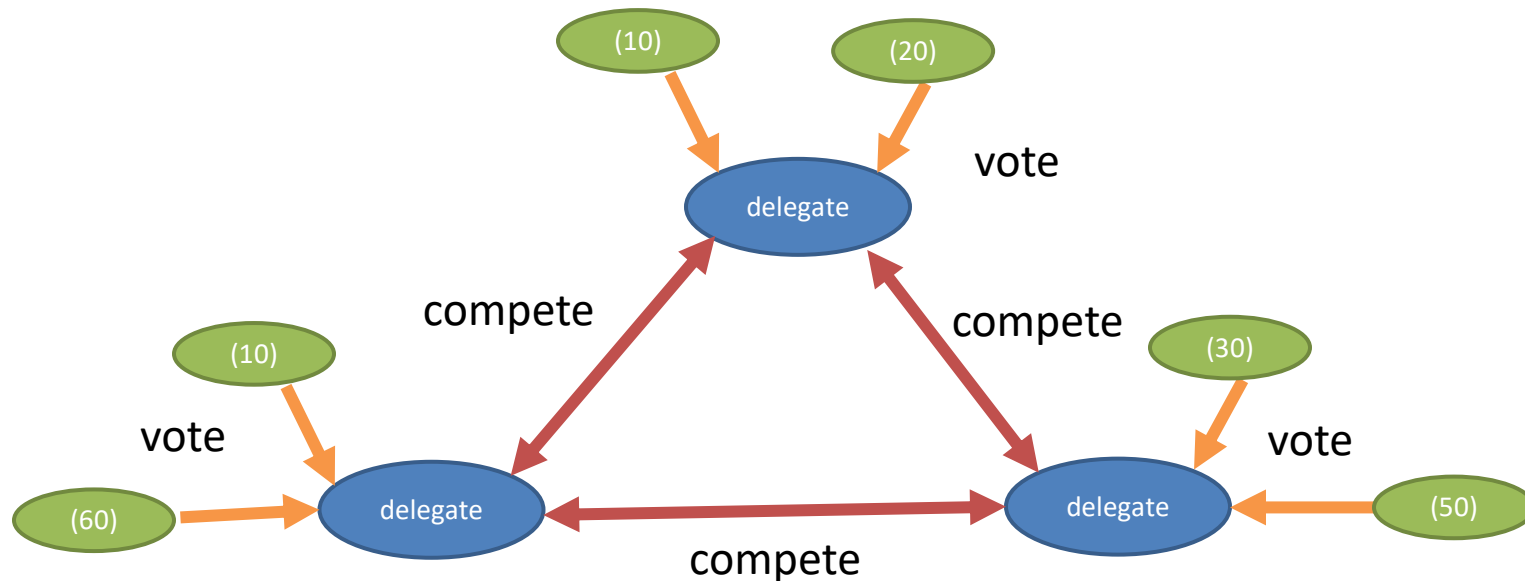 (10)
(20)
vote
delegate
compete
compete
(10)
(30)
vote
vote
(60)
delegate
delegate
(50)
compete